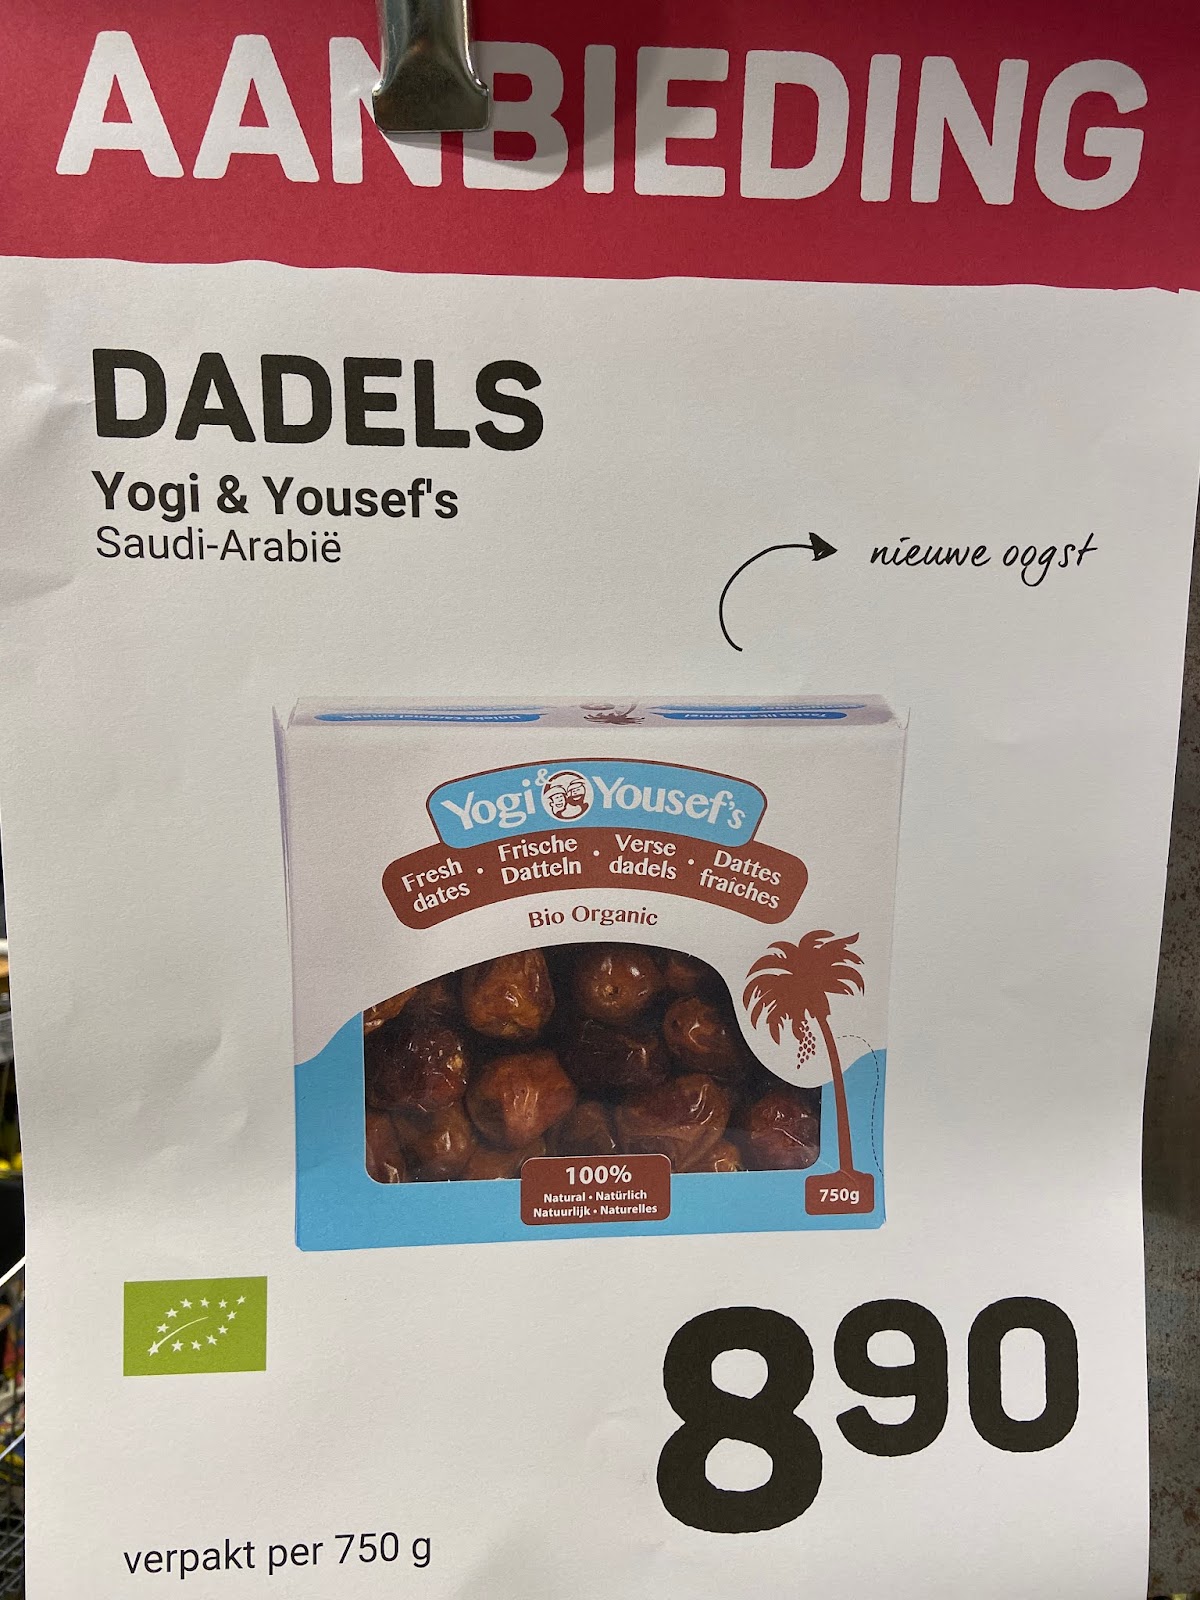 AANBIEDING
DADELS
Yogi & Yousef's
Saudi-Arabië
nieuwe oogst
Yogi & Yousef's
Fresh dates · Frische Datteln · Verse dadels · Dattes fraîches
Bio Organic
100%
Natural • Natürlich
Natuurlijk • Naturelles
750g
890
verpakt per 750 g